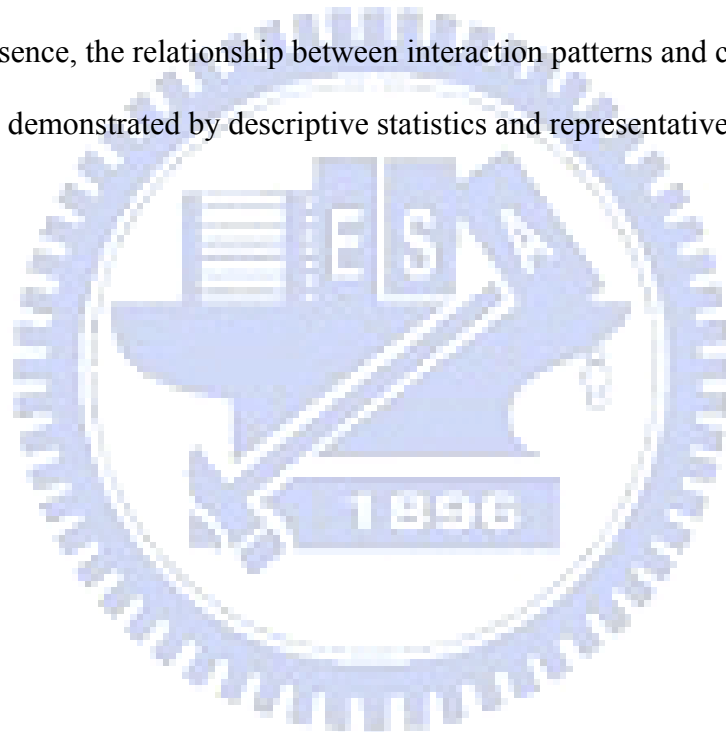 sence, the relationship between interaction patterns and c
demonstrated by descriptive statistics and representative
E S A
1896